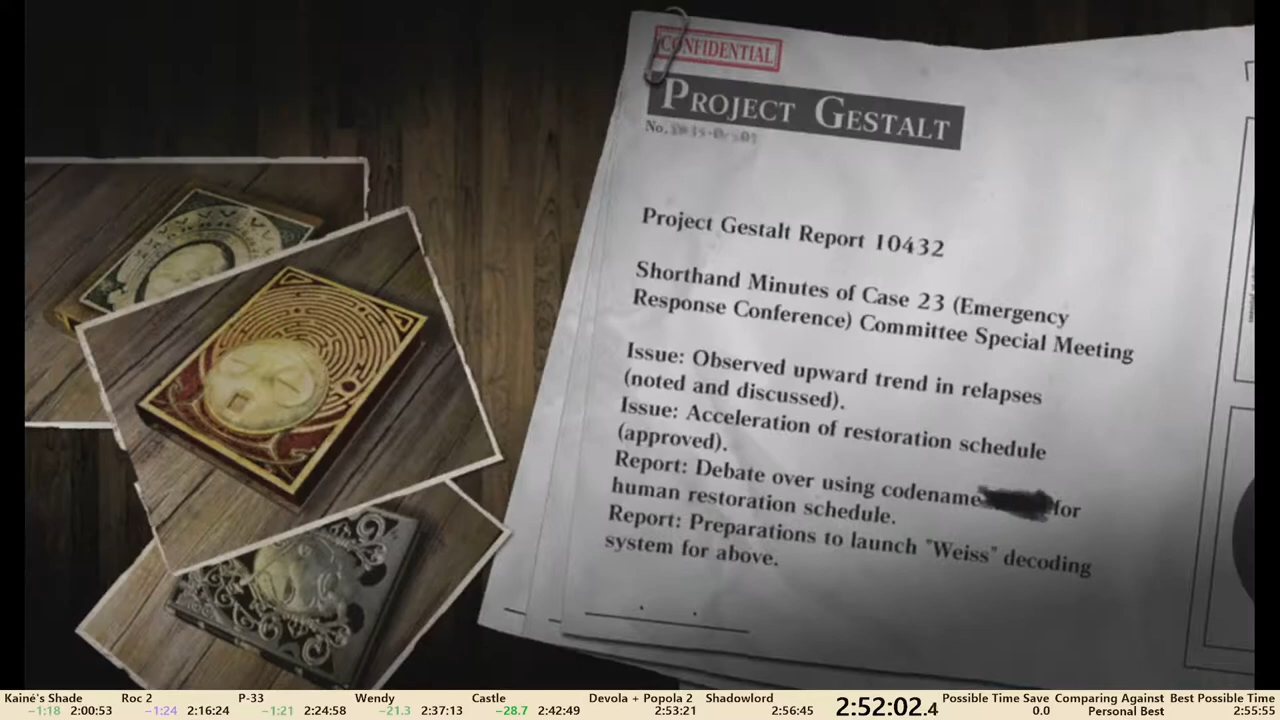 CONFIDENTIAL
PROJECT GESTALT
No.
Project Gestalt Report 10432
Shorthand Minutes of Case 23 (Emergency
Response Conference) Committee Special Meeting
Issue: Observed upward trend in relapses
(noted and discussed).
Issue: Acceleration of restoration schedule
(approved).
Report: Debate over using codename for
human restoration schedule.
Report: Preparations to launch "Weiss" decoding
system for above.
Kainé's Shade Roc 2 P-33 Wendy Castle Devola + Popola 2 Shadowlord 2:52:02.4 Possible Time Save Comparing Against Best Possible Time
-1:18 2:00:53 -1:24 2:16:24 -1:21 2:24:58 -21.3 2:37:13 -28.7 2:42:49 2:53:21 2:56:45 0.0 Personal Best 2:55:55